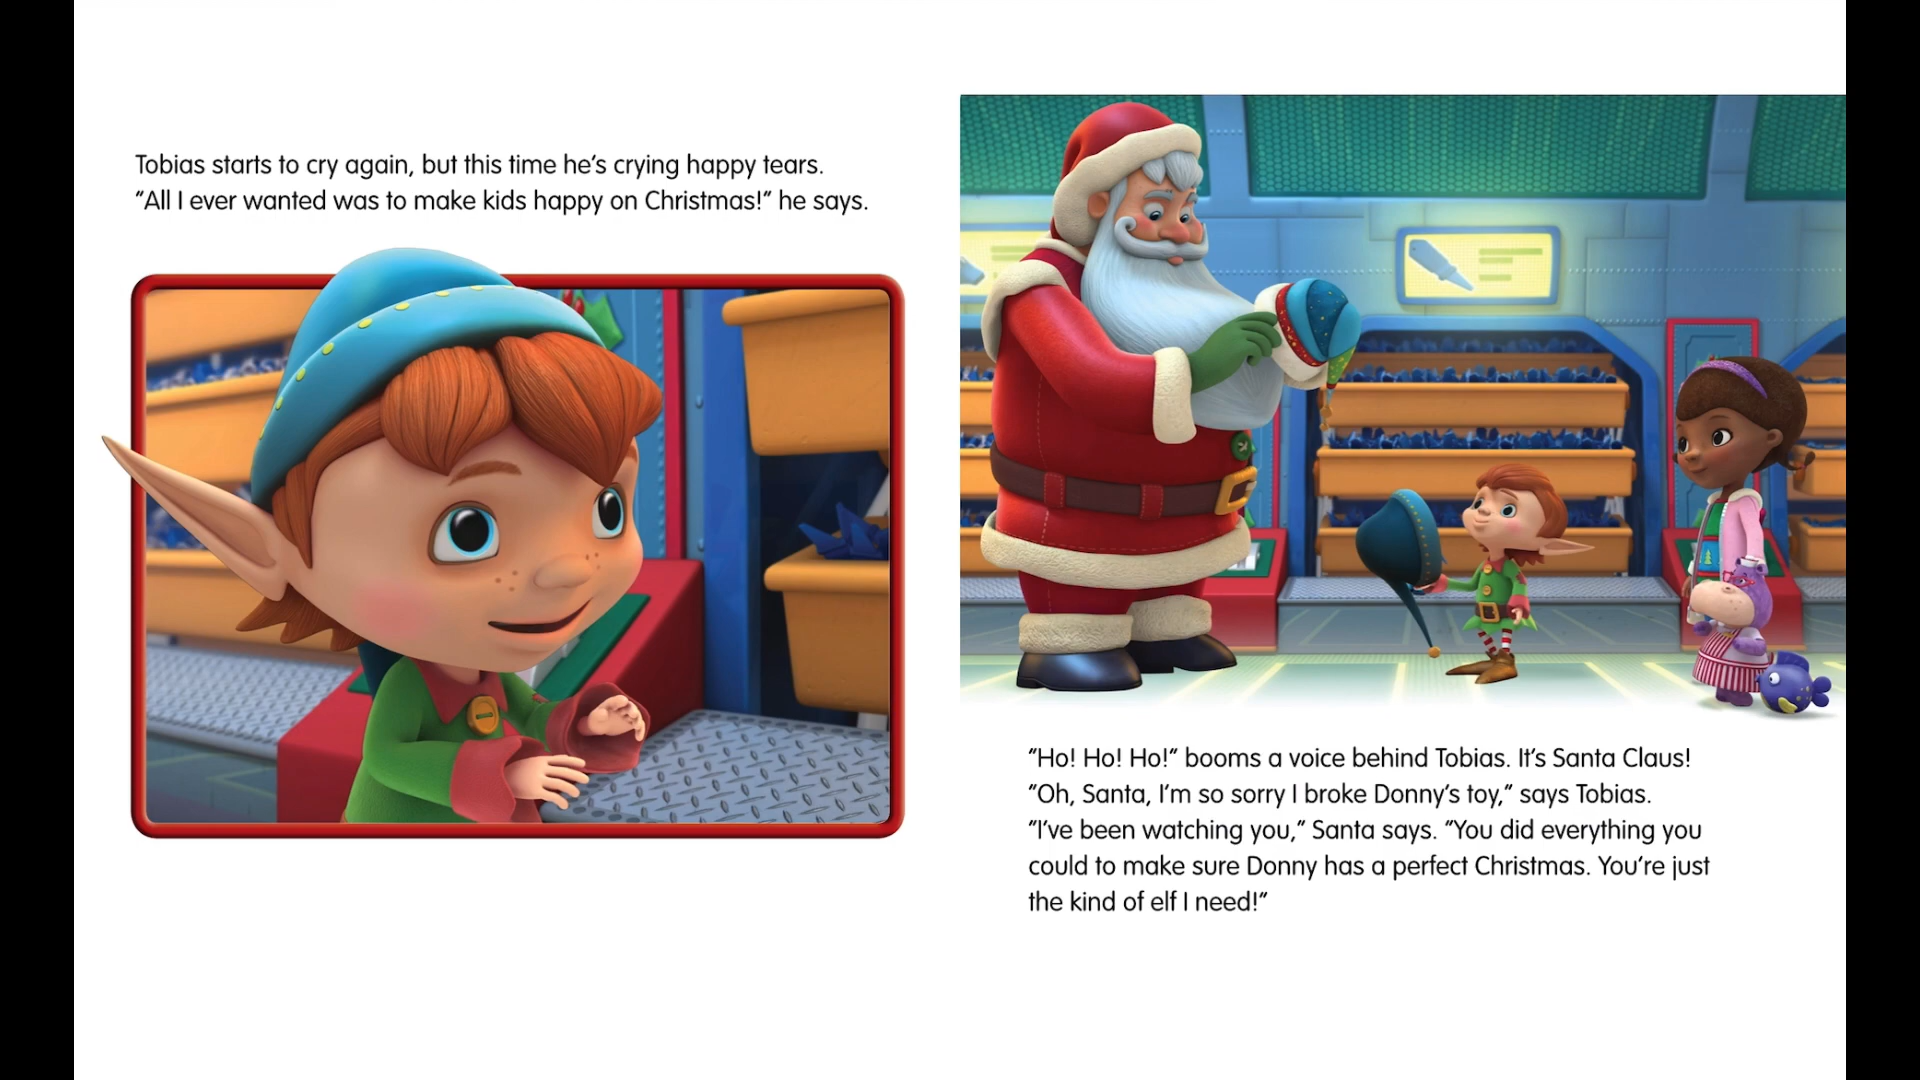 Tobias starts to cry again, but this time he’s crying happy tears.
“All I ever wanted was to make kids happy on Christmas!” he says.
“Ho! Ho! Ho!” booms a voice behind Tobias. It’s Santa Claus!
“Oh, Santa, I’m so sorry I broke Donny’s toy,” says Tobias.
“I’ve been watching you,” Santa says. “You did everything you
could to make sure Donny has a perfect Christmas. You’re just
the kind of elf I need!”